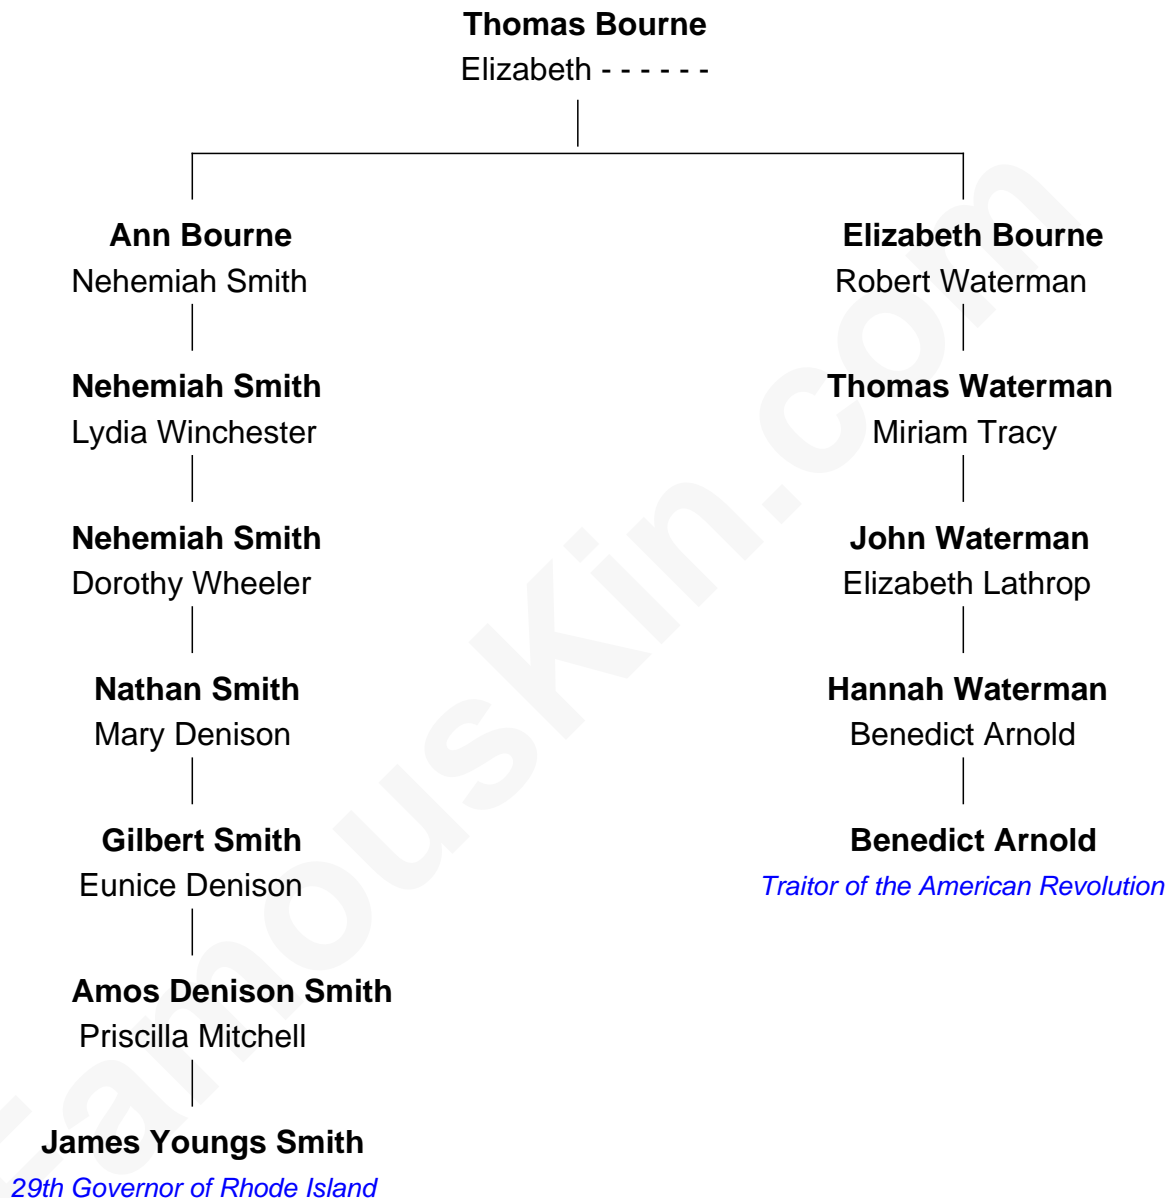 Thomas Bourne
Elizabeth - - - - - -
Ann Bourne
Nehemiah Smith
Elizabeth Bourne
Robert Waterman
Nehemiah Smith
Lydia Winchester
Thomas Waterman
Miriam Tracy
Nehemiah Smith
Dorothy Wheeler
John Waterman
Elizabeth Lathrop
Nathan Smith
Mary Denison
Hannah Waterman
Benedict Arnold
Gilbert Smith
Eunice Denison
Benedict Arnold
Traitor of the American Revolution
Amos Denison Smith
Priscilla Mitchell
James Youngs Smith
29th Governor of Rhode Island
FamousKin.com